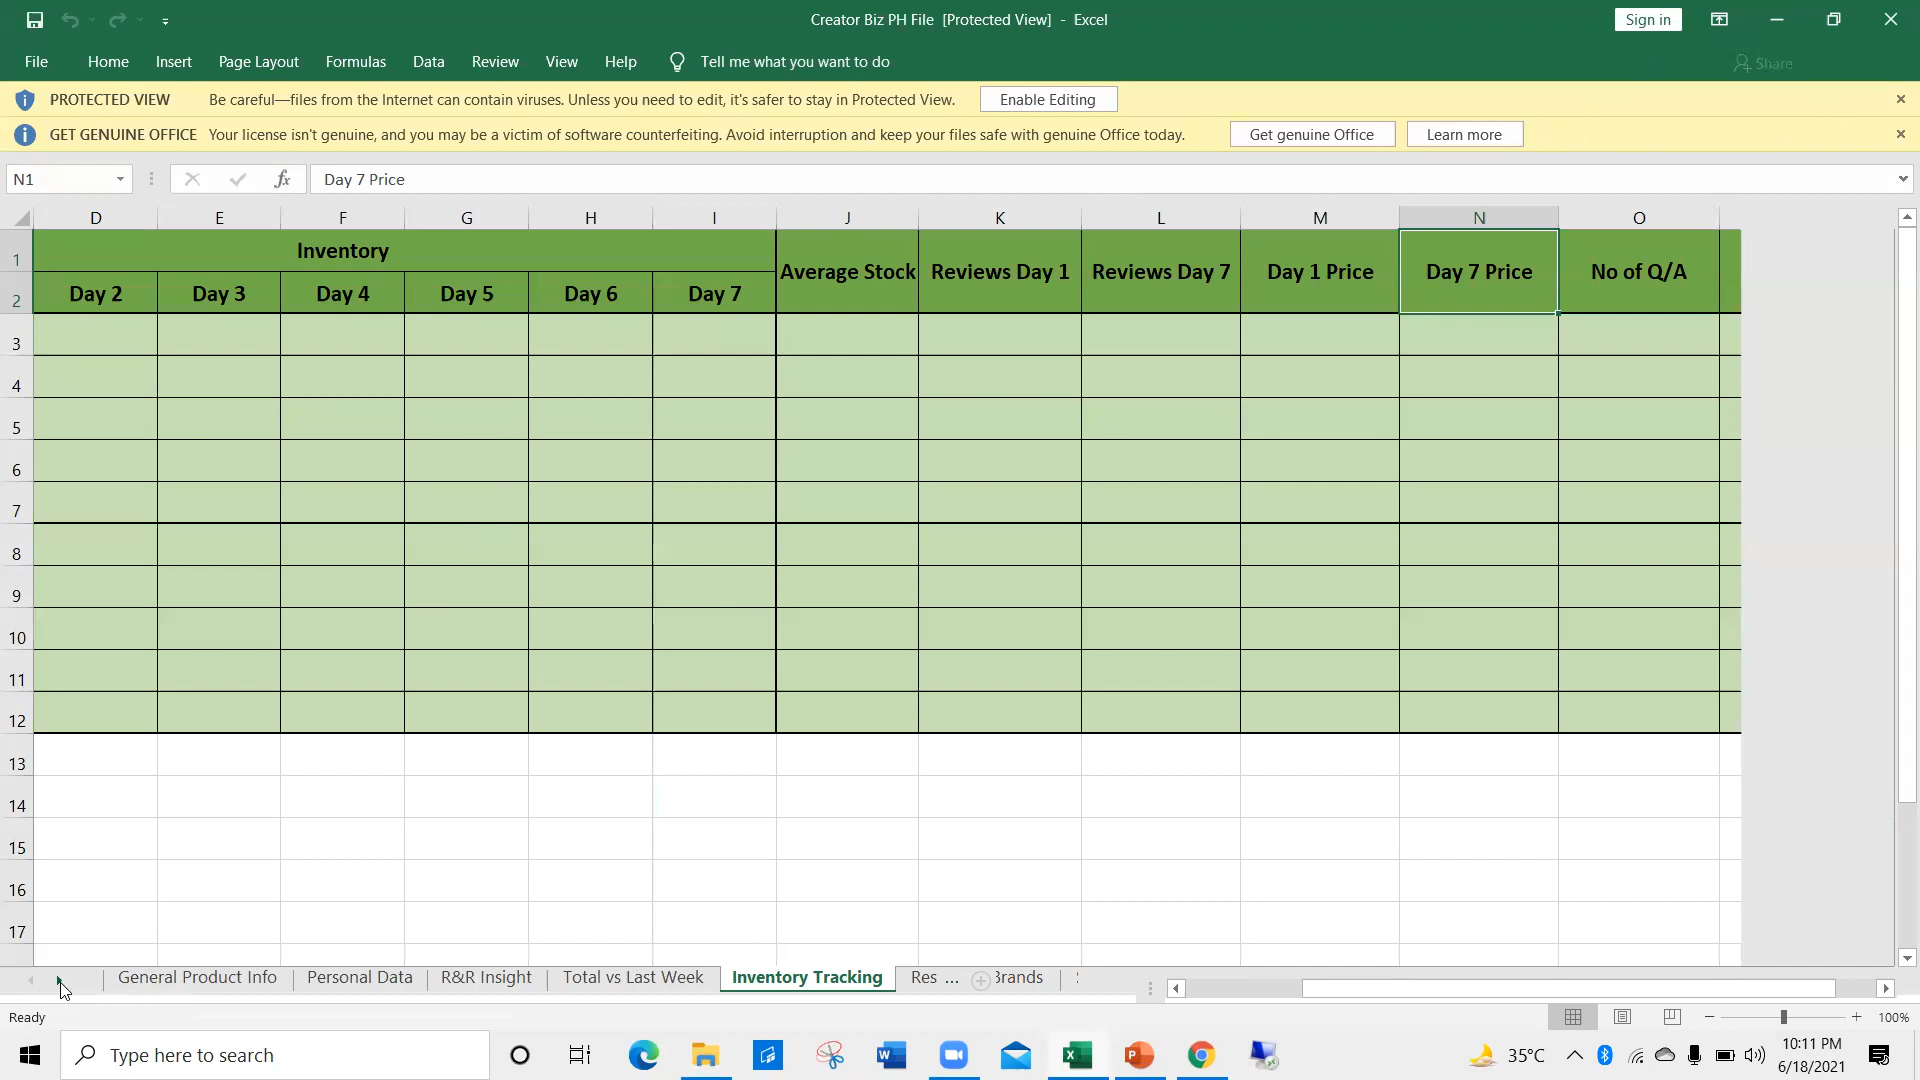 Creator Biz PH File [Protected View] - Excel
Sign in
File Home Insert Page Layout Formulas Data Review View Help Tell me what you want to do Share
PROTECTED VIEW Be careful—files from the Internet can contain viruses. Unless you need to edit, it's safer to stay in Protected View. Enable Editing
GET GENUINE OFFICE Your license isn't genuine, and you may be a victim of software counterfeiting. Avoid interruption and keep your files safe with genuine Office today. Get genuine Office Learn more
N1 fx Day 7 Price
D E F G H I J K L M N O
1 Inventory Average Stock Reviews Day 1 Reviews Day 7 Day 1 Price Day 7 Price No of Q/A
2 Day 2 Day 3 Day 4 Day 5 Day 6 Day 7
3
4
5
6
7
8
9
10
11
12
13
14
15
16
17
General Product Info Personal Data R&R Insight Total vs Last Week Inventory Tracking Res ... Brands
Ready 100%
Type here to search 35°C 10:11 PM
6/18/2021